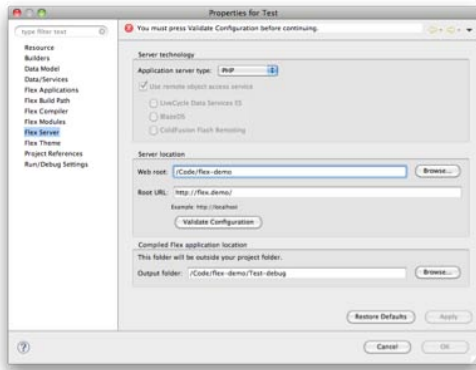 Properties for Test
type filter text
You must press Validate Configuration before continuing.
Resource
Builders
Data Model
Data/Services
Flex Applications
Flex Build Path
Flex Compiler
Flex Modules
Flex Server
Flex Theme
Project References
Run/Debug Settings
Server technology
Application server type: PHP
Use remote object access service
LiveCycle Data Services ES
BlazeDS
ColdFusion Flash Remoting
Server location
Web root: /Code/flex-demo Browse...
Root URL: http://flex.demo/
Example: http://localhost
Validate Configuration
Compiled Flex application location
This folder will be outside your project folder.
Output folder: /Code/flex-demo/Test-debug Browse...
Restore Defaults Apply
? Cancel OK